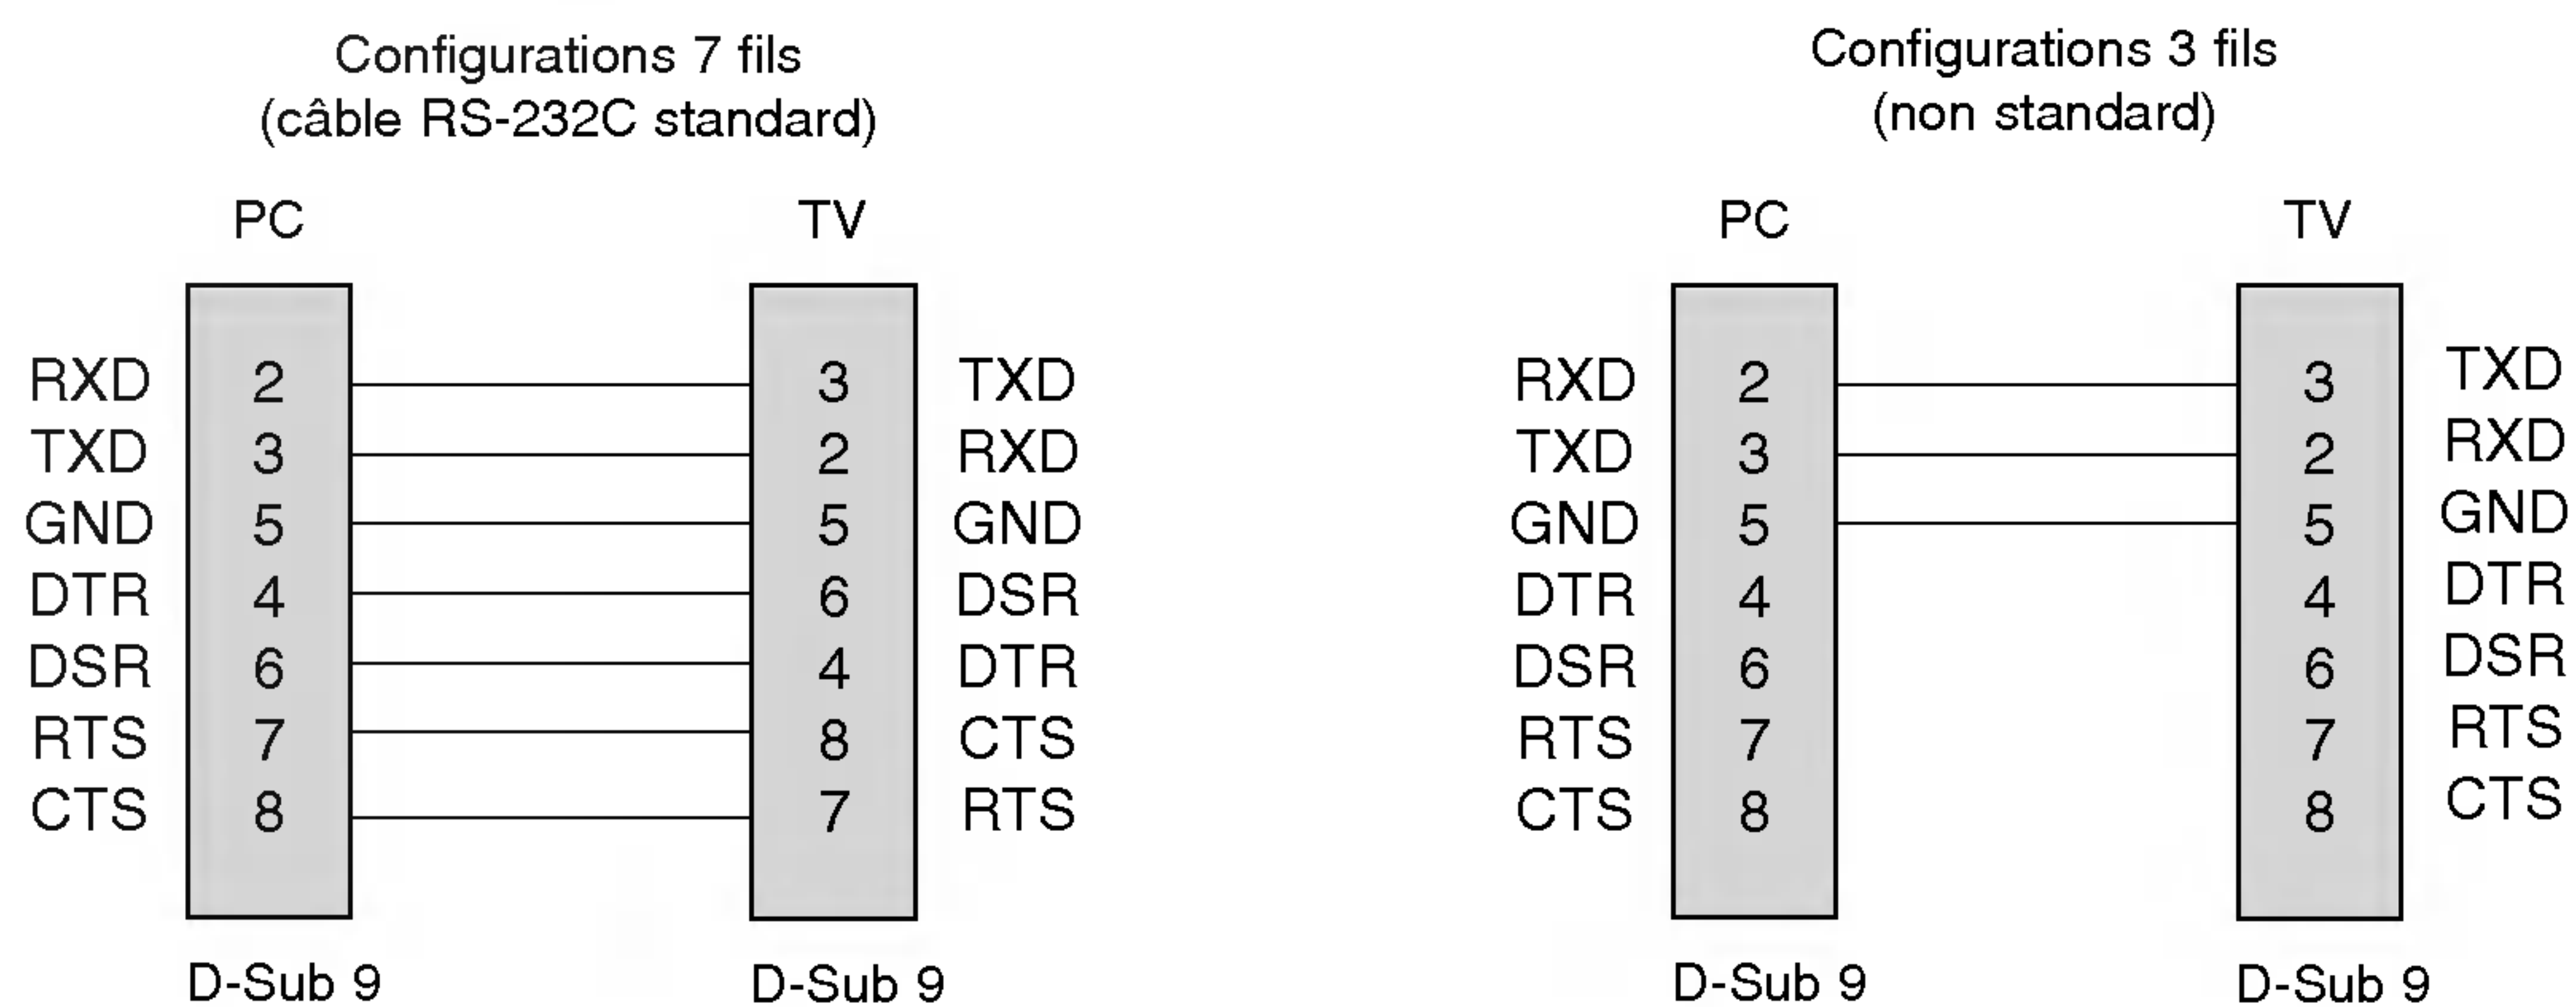 Configurations 7 fils
(câble RS-232C standard)
PC TV
RXD 2 3 TXD
TXD 3 2 RXD
GND 5 5 GND
DTR 4 6 DSR
DSR 6 4 DTR
RTS 7 8 CTS
CTS 8 7 RTS
D-Sub 9 D-Sub 9
Configurations 3 fils
(non standard)
PC TV
RXD 2 3 TXD
TXD 3 2 RXD
GND 5 5 GND
DTR 4 4 DTR
DSR 6 6 DSR
RTS 7 7 RTS
CTS 8 8 CTS
D-Sub 9 D-Sub 9